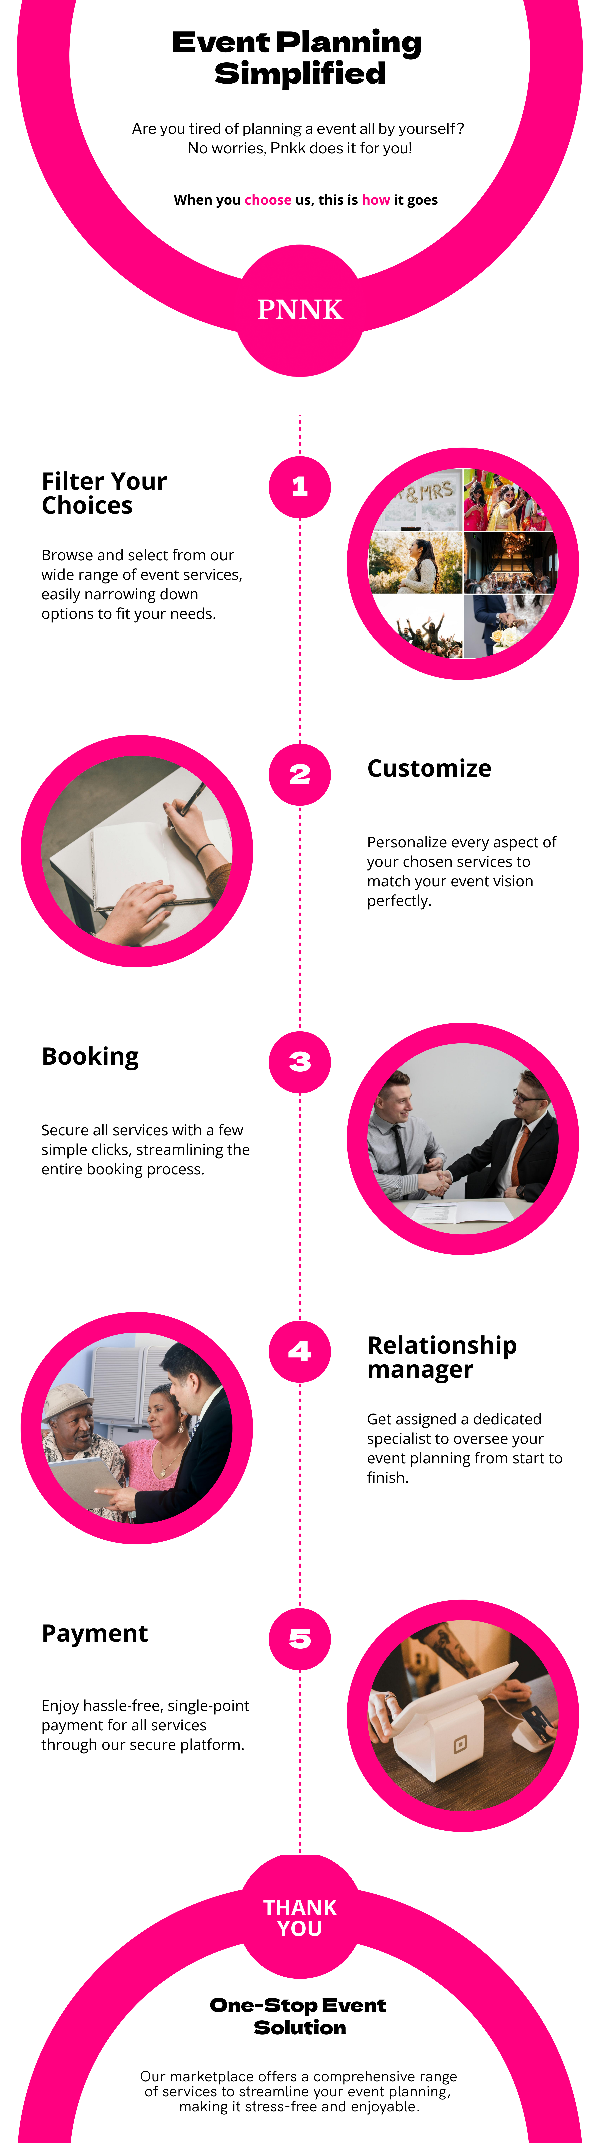 Event Planning
Simplified
Are you tired of planning a event all by yourself?
No worries, Pnkk does it for you!
When you choose us, this is how it goes
PNNK
Filter Your
Choices
1
& MRS
Browse and select from our
wide range of event services,
easily narrowing down
options to fit your needs.
2
Customize
Personalize every aspect of
your chosen services to
match your event vision
perfectly.
Booking
3
Secure all services with a few
simple clicks, streamlining the
entire booking process.
4
Relationship
manager
Get assigned a dedicated
specialist to oversee your
event planning from start to
finish.
Payment
5
Enjoy hassle-free, single-point
payment for all services
through our secure platform.
THANK
YOU
One-Stop Event
Solution
Our marketplace offers a comprehensive range
of services to streamline your event planning,
making it stress-free and enjoyable.